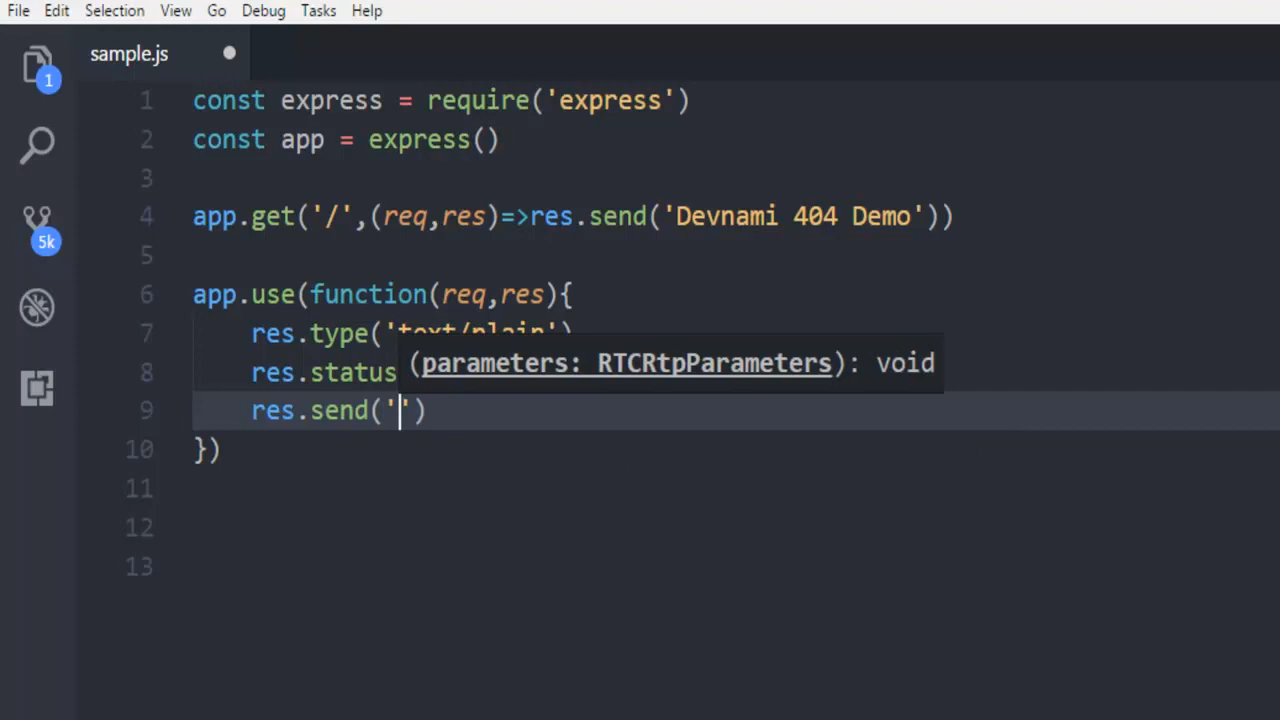 File Edit Selection View Go Debug Tasks Help
sample.js
1 const express = require('express')
2 const app = express()
3
4 app.get('/',(req,res)=>res.send('Devnami 404 Demo'))
5
6 app.use(function(req,res){
7 res.type('text/plain')
(parameters: RTCRtpParameters): void
8 res.status
9 res.send('')
10 })
11
12
13
1
5k